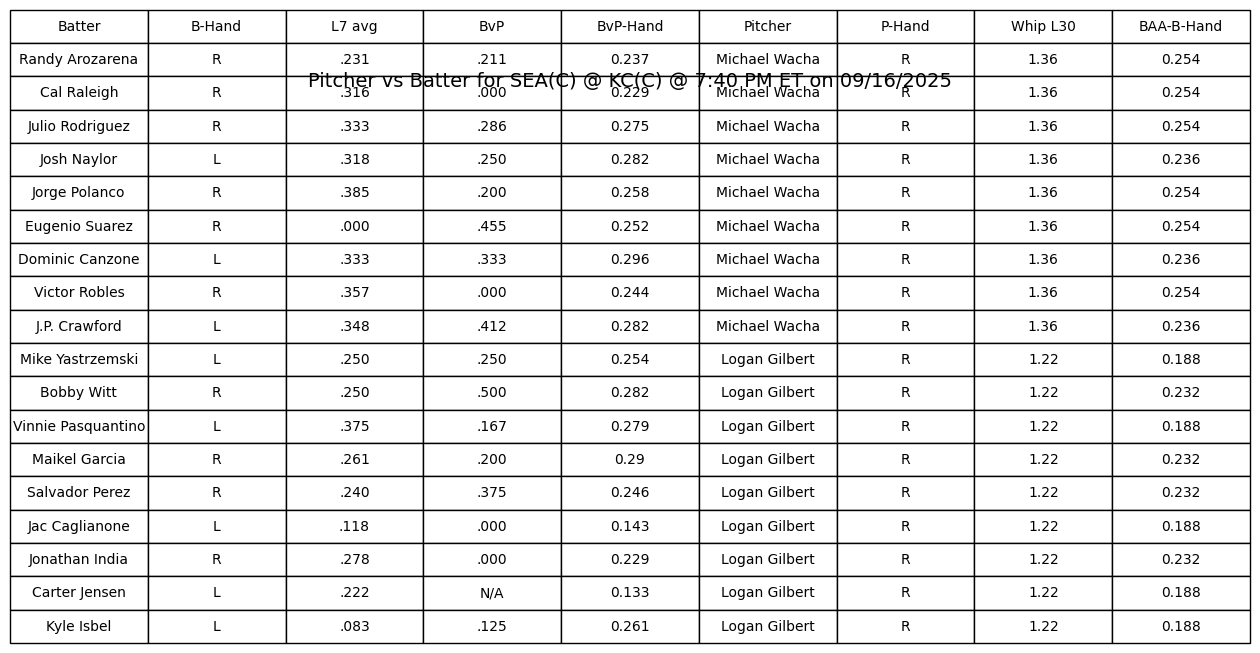 Batter B-Hand L7 avg BvP BvP-Hand Pitcher P-Hand Whip L30 BAA-B-Hand
Randy Arozarena R .231 .211 0.237 Michael Wacha R 1.36 0.254
Pitcher vs Batter for SEA(C) @ KC(C) @ 7:40 PM ET on 09/16/2025
Cal Raleigh R .316 .000 0.229 Michael Wacha R 1.36 0.254
Julio Rodriguez R .333 .286 0.275 Michael Wacha R 1.36 0.254
Josh Naylor L .318 .250 0.282 Michael Wacha R 1.36 0.236
Jorge Polanco R .385 .200 0.258 Michael Wacha R 1.36 0.254
Eugenio Suarez R .000 .455 0.252 Michael Wacha R 1.36 0.254
Dominic Canzone L .333 .333 0.296 Michael Wacha R 1.36 0.236
Victor Robles R .357 .000 0.244 Michael Wacha R 1.36 0.254
J.P. Crawford L .348 .412 0.282 Michael Wacha R 1.36 0.236
Mike Yastrzemski L .250 .250 0.254 Logan Gilbert R 1.22 0.188
Bobby Witt R .250 .500 0.282 Logan Gilbert R 1.22 0.232
Vinnie Pasquantino L .375 .167 0.279 Logan Gilbert R 1.22 0.188
Maikel Garcia R .261 .200 0.29 Logan Gilbert R 1.22 0.232
Salvador Perez R .240 .375 0.246 Logan Gilbert R 1.22 0.232
Jac Caglianone L .118 .000 0.143 Logan Gilbert R 1.22 0.188
Jonathan India R .278 .000 0.229 Logan Gilbert R 1.22 0.232
Carter Jensen L .222 N/A 0.133 Logan Gilbert R 1.22 0.188
Kyle Isbel L .083 .125 0.261 Logan Gilbert R 1.22 0.188